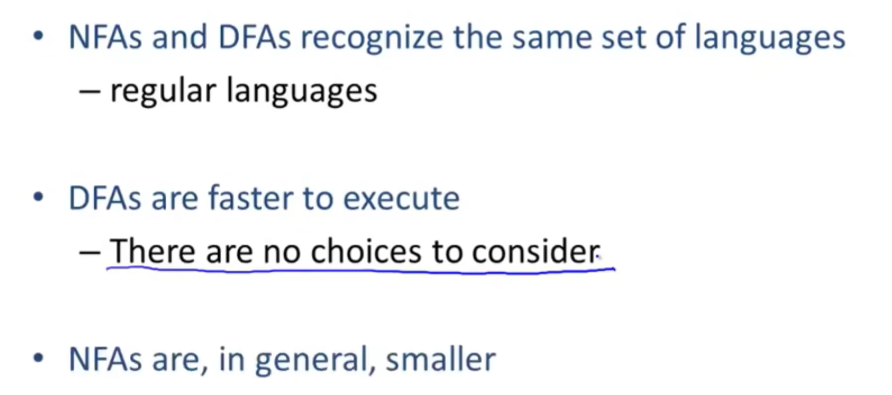 • NFAs and DFAs recognize the same set of languages
– regular languages
• DFAs are faster to execute
– There are no choices to consider
• NFAs are, in general, smaller